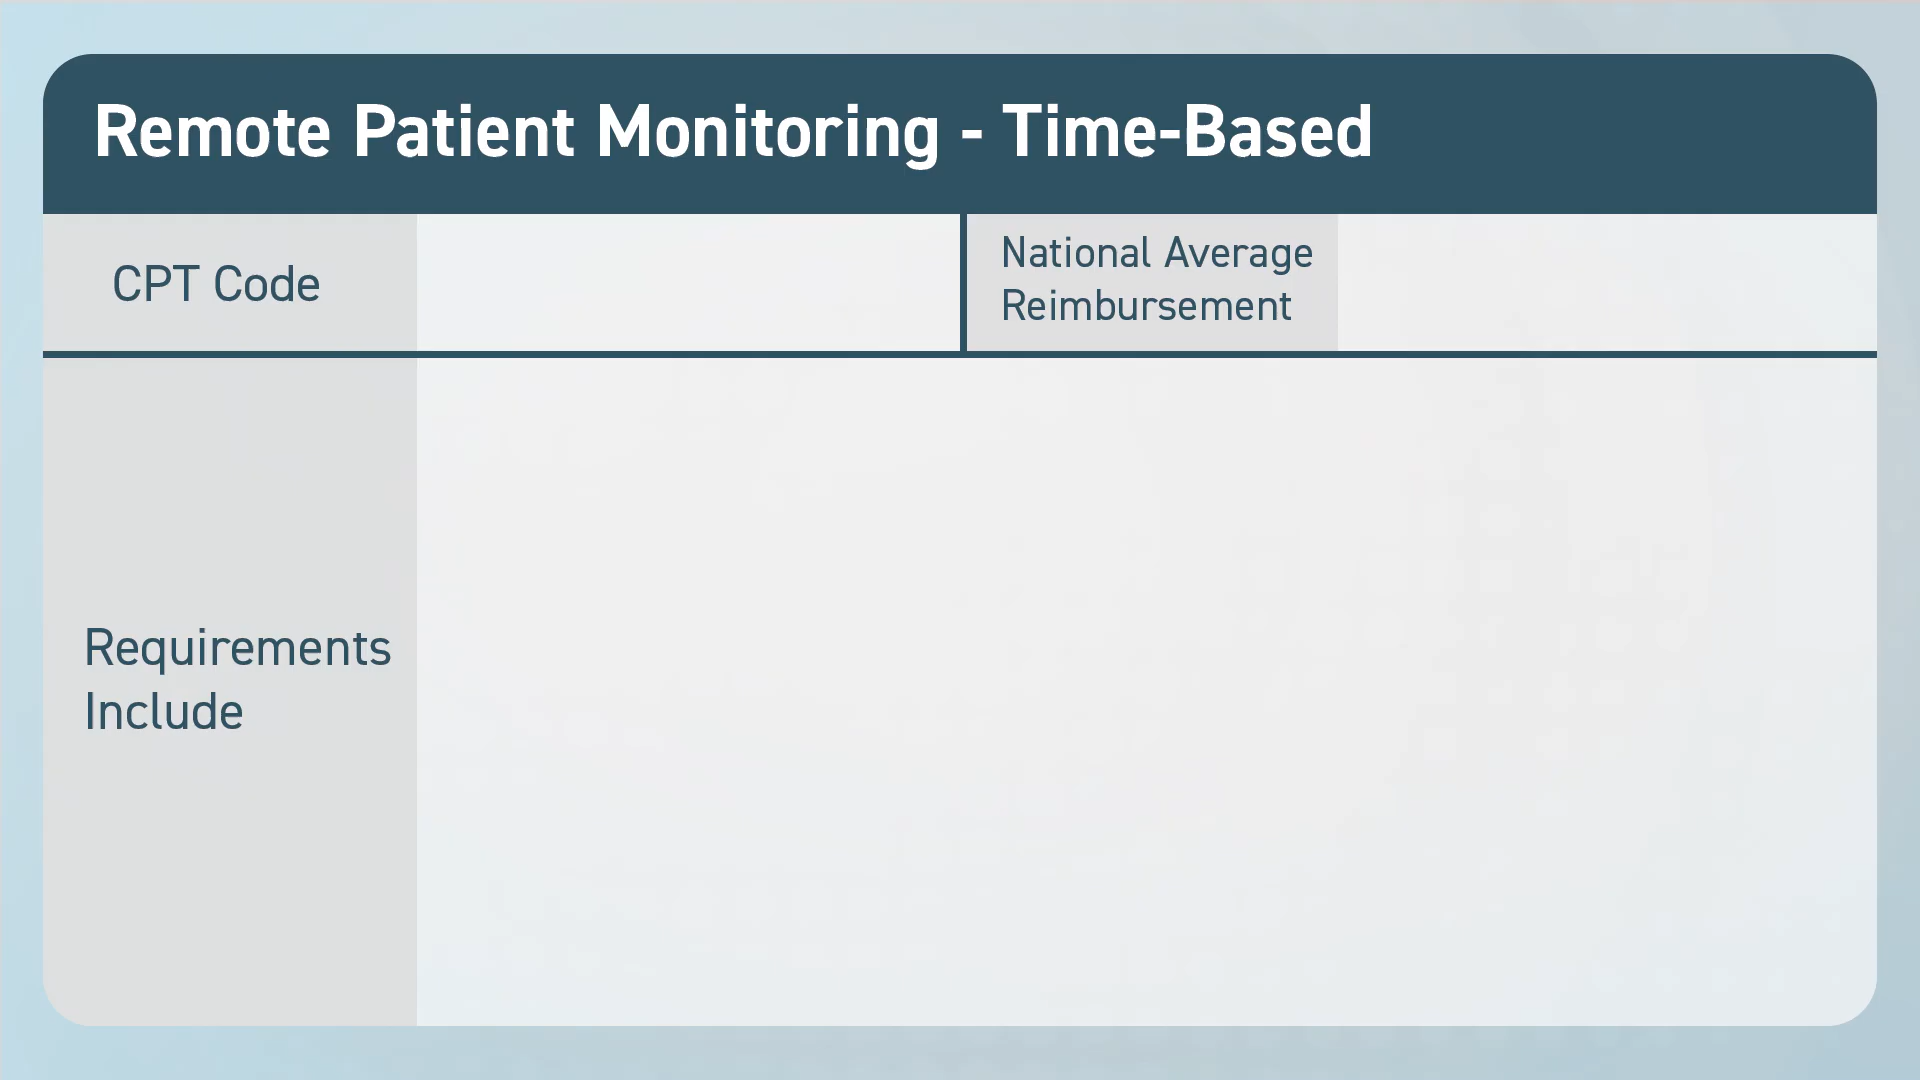 Remote Patient Monitoring - Time-Based
CPT Code
National Average
Reimbursement
Requirements
Include